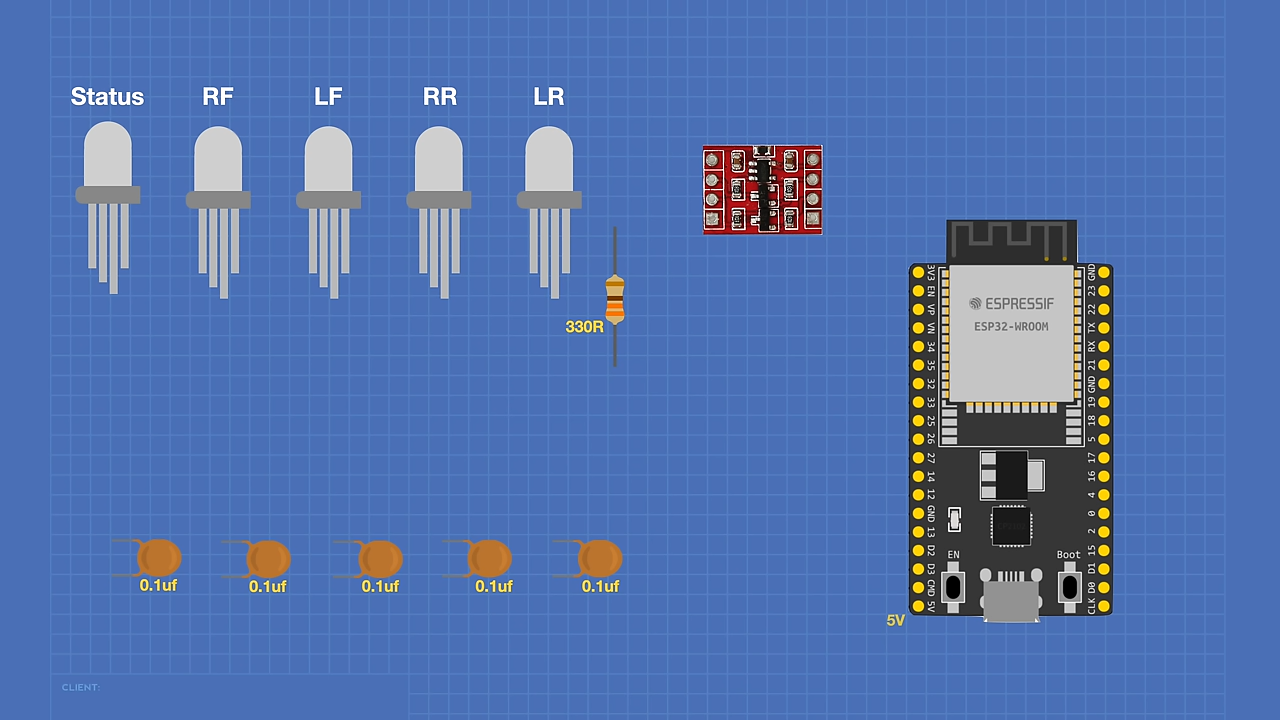 Status RF LF RR LR
330R
ESPRESSIF
ESP32-WROOM
3V3
EN
VP
VN
34
35
32
33
25
26
27
14
12
GND
13
D2
D3
CMD
5V
GND
23
22
TX
RX
21
GND
19
18
5
17
16
4
0
2
15
D1
D0
CLK
EN
Boot
0.1uf 0.1uf 0.1uf 0.1uf 0.1uf
5V
CLIENT: